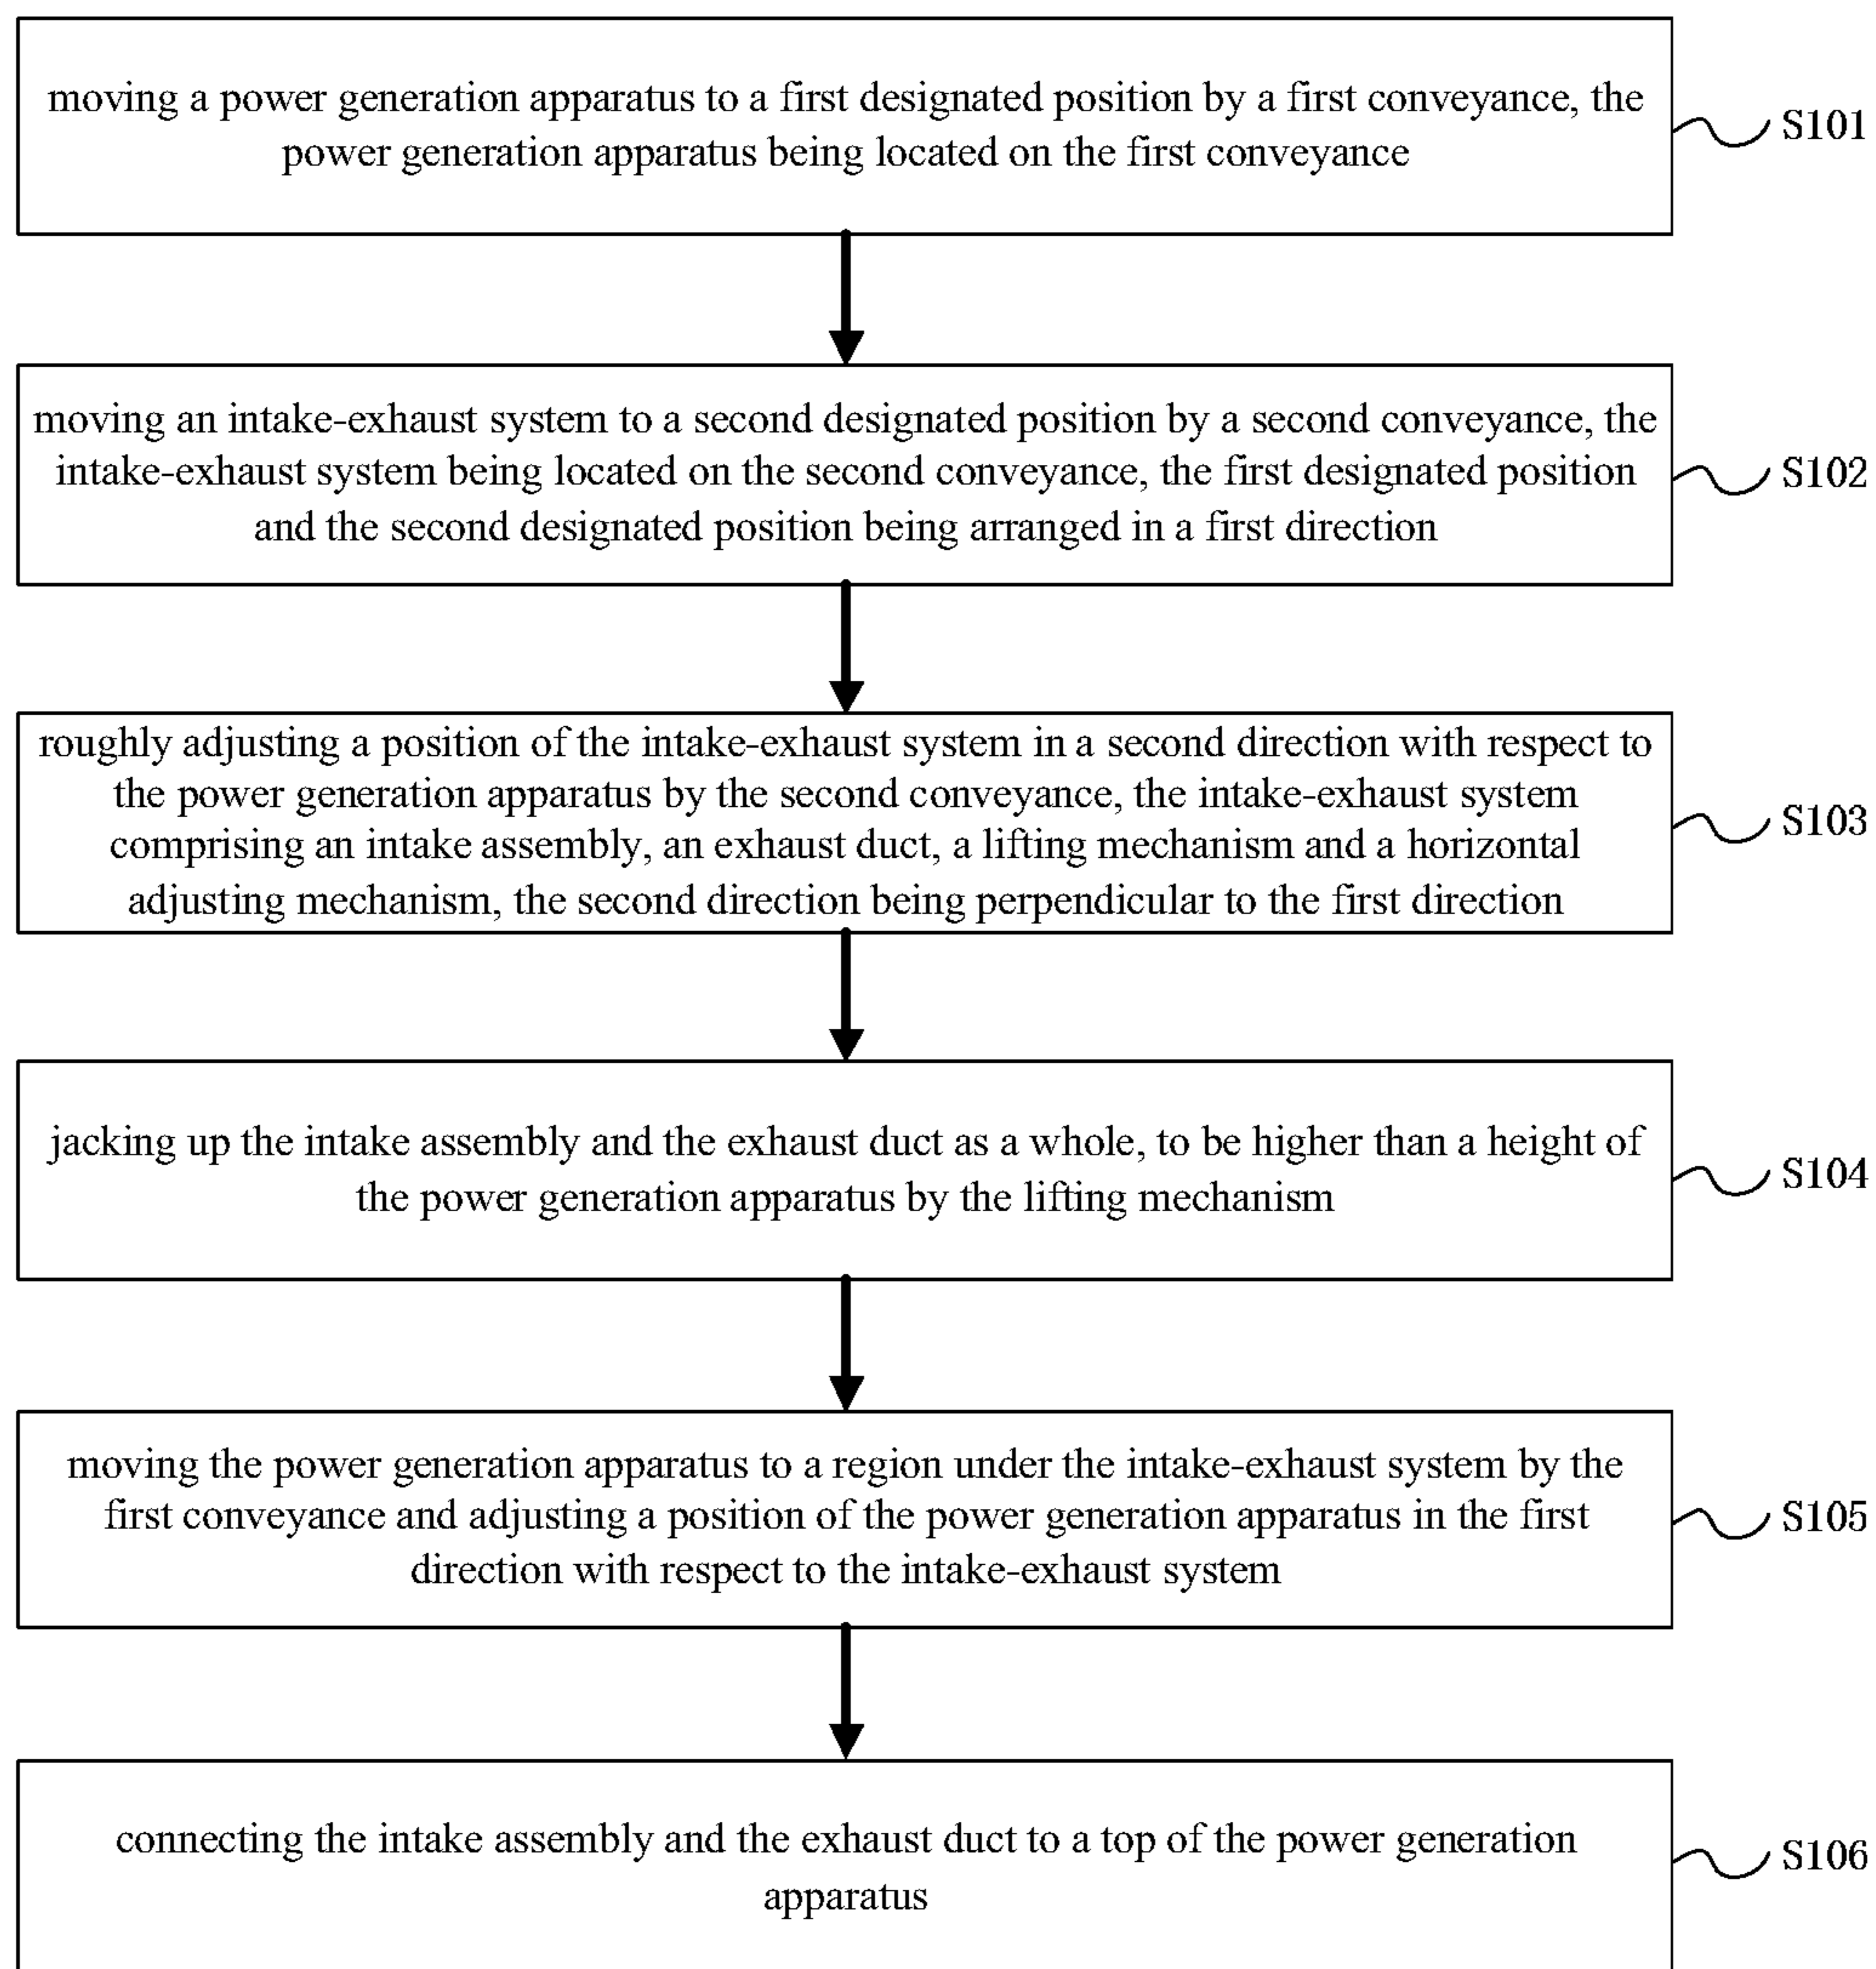 moving a power generation apparatus to a first designated position by a first conveyance, the
power generation apparatus being located on the first conveyance
S101
moving an intake-exhaust system to a second designated position by a second conveyance, the
intake-exhaust system being located on the second conveyance, the first designated position
and the second designated position being arranged in a first direction
S102
roughly adjusting a position of the intake-exhaust system in a second direction with respect to
the power generation apparatus by the second conveyance, the intake-exhaust system
comprising an intake assembly, an exhaust duct, a lifting mechanism and a horizontal
adjusting mechanism, the second direction being perpendicular to the first direction
S103
jacking up the intake assembly and the exhaust duct as a whole, to be higher than a height of
the power generation apparatus by the lifting mechanism
S104
moving the power generation apparatus to a region under the intake-exhaust system by the
first conveyance and adjusting a position of the power generation apparatus in the first
direction with respect to the intake-exhaust system
S105
connecting the intake assembly and the exhaust duct to a top of the power generation
apparatus
S106